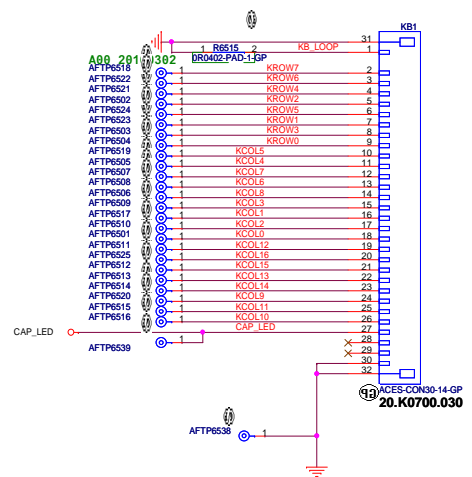 KB1
31
1 R6515 2 KB_LOOP 1
0R0402-PAD-1-GP
A00 201 0302
AFTP6518 1 KROW7 2
AFTP6522 1 KROW6 3
AFTP6521 1 KROW4 4
AFTP6502 1 KROW2 5
AFTP6524 1 KROW5 6
AFTP6523 1 KROW1 7
AFTP6503 1 KROW3 8
AFTP6504 1 KROW0 9
AFTP6519 1 KCOL5 10
AFTP6505 1 KCOL4 11
AFTP6507 1 KCOL7 12
AFTP6508 1 KCOL6 13
AFTP6506 1 KCOL8 14
AFTP6509 1 KCOL3 15
AFTP6517 1 KCOL1 16
AFTP6510 1 KCOL2 17
AFTP6501 1 KCOL0 18
AFTP6511 1 KCOL12 19
AFTP6525 1 KCOL16 20
AFTP6512 1 KCOL15 21
AFTP6513 1 KCOL13 22
AFTP6514 1 KCOL14 23
AFTP6520 1 KCOL9 24
AFTP6515 1 KCOL11 25
AFTP6516 1 KCOL10 26
CAP_LED CAP_LED 27
28
AFTP6539 1
29
30
32
ACES-CON30-14-GP
20.K0700.030
AFTP6538 1